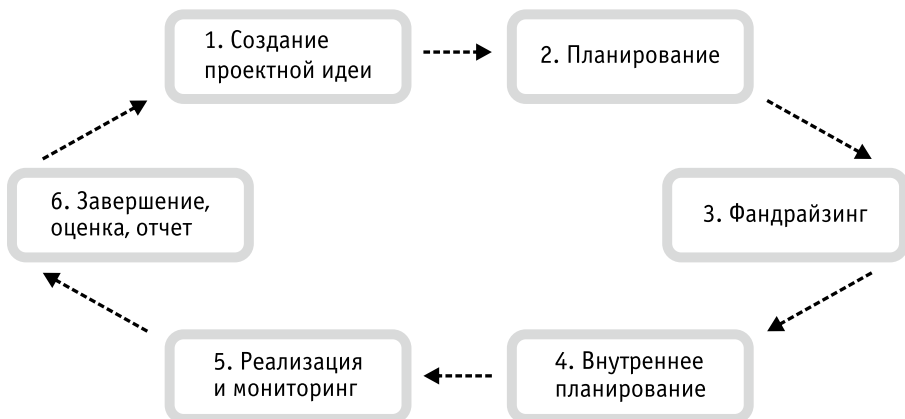 1. Создание
проектной идеи
2. Планирование
3. Фандрайзинг
4. Внутреннее
планирование
5. Реализация
и мониторинг
6. Завершение,
оценка, отчет